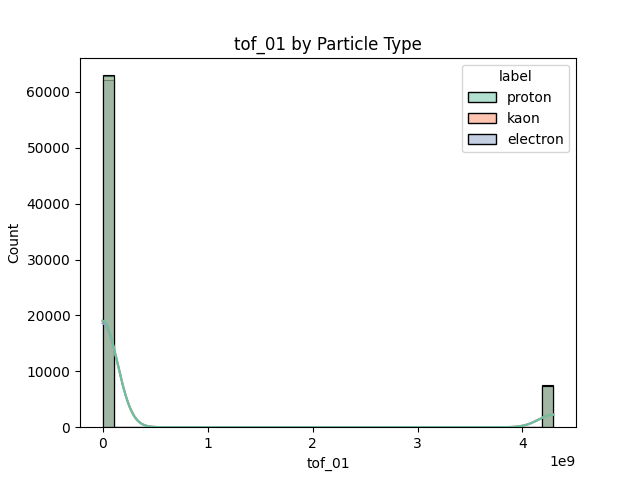 tof_01 by Particle Type
label
proton
kaon
electron
Count
60000
50000
40000
30000
20000
10000
0
0 1 2 3 4
1e9
tof_01